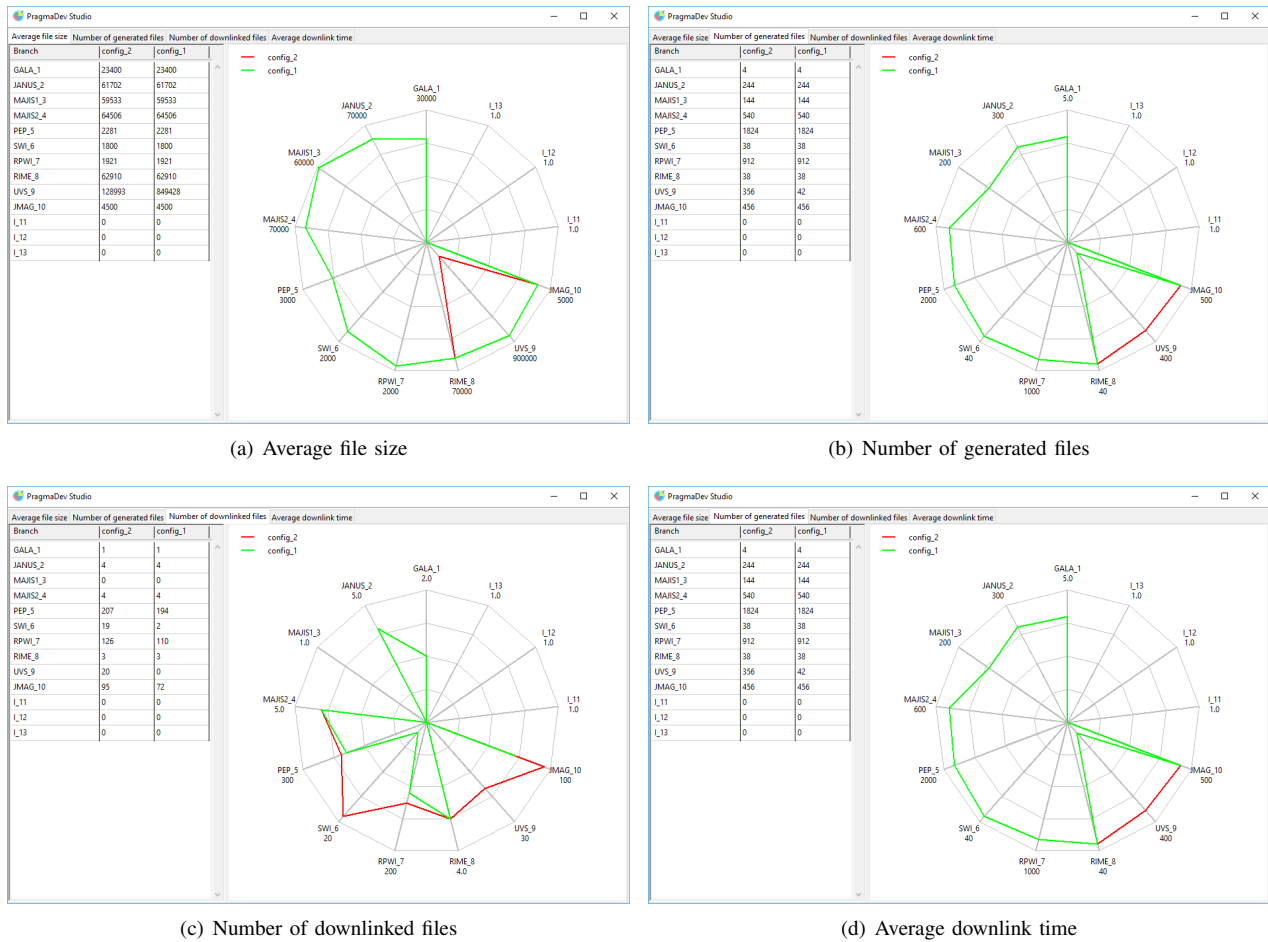 PragmaDev Studio
Average file size Number of generated files Number of downlinked files Average downlink time
Branch config_2 config_1
GALA_1 23400 23400
JANUS_2 61702 61702
MAJIS1_3 59533 59533
MAJIS2_4 64506 64506
PEP_5 2281 2281
SWI_6 1800 1800
RPWI_7 1921 1921
RIME_8 62910 62910
UVS_9 128993 849428
JMAG_10 4500 4500
I_11 0 0
I_12 0 0
I_13 0 0
config_2
config_1
GALA_1
30000
I_13
1.0
I_12
1.0
I_11
1.0
JMAG_10
5000
UVS_9
900000
RIME_8
70000
RPWI_7
2000
SWI_6
2000
PEP_5
3000
MAJIS2_4
70000
MAJIS1_3
60000
JANUS_2
70000
(a) Average file size
PragmaDev Studio
Average file size Number of generated files Number of downlinked files Average downlink time
Branch config_2 config_1
GALA_1 4 4
JANUS_2 244 244
MAJIS1_3 144 144
MAJIS2_4 540 540
PEP_5 1824 1824
SWI_6 38 38
RPWI_7 912 912
RIME_8 38 38
UVS_9 356 42
JMAG_10 456 456
I_11 0 0
I_12 0 0
I_13 0 0
config_2
config_1
GALA_1
5.0
I_13
1.0
I_12
1.0
I_11
1.0
JMAG_10
500
UVS_9
400
RIME_8
40
RPWI_7
1000
SWI_6
40
PEP_5
2000
MAJIS2_4
600
MAJIS1_3
200
JANUS_2
300
(b) Number of generated files
PragmaDev Studio
Average file size Number of generated files Number of downlinked files Average downlink time
Branch config_2 config_1
GALA_1 1 1
JANUS_2 4 4
MAJIS1_3 0 0
MAJIS2_4 4 4
PEP_5 207 194
SWI_6 19 2
RPWI_7 126 110
RIME_8 3 3
UVS_9 20 0
JMAG_10 95 72
I_11 0 0
I_12 0 0
I_13 0 0
config_2
config_1
GALA_1
2.0
I_13
1.0
I_12
1.0
I_11
1.0
JMAG_10
100
UVS_9
30
RIME_8
4.0
RPWI_7
200
SWI_6
20
PEP_5
300
MAJIS2_4
5.0
MAJIS1_3
1.0
JANUS_2
5.0
(c) Number of downlinked files
PragmaDev Studio
Average file size Number of generated files Number of downlinked files Average downlink time
Branch config_2 config_1
GALA_1 4 4
JANUS_2 244 244
MAJIS1_3 144 144
MAJIS2_4 540 540
PEP_5 1824 1824
SWI_6 38 38
RPWI_7 912 912
RIME_8 38 38
UVS_9 356 42
JMAG_10 456 456
I_11 0 0
I_12 0 0
I_13 0 0
config_2
config_1
GALA_1
5.0
I_13
1.0
I_12
1.0
I_11
1.0
JMAG_10
500
UVS_9
400
RIME_8
40
RPWI_7
1000
SWI_6
40
PEP_5
2000
MAJIS2_4
600
MAJIS1_3
200
JANUS_2
300
(d) Average downlink time